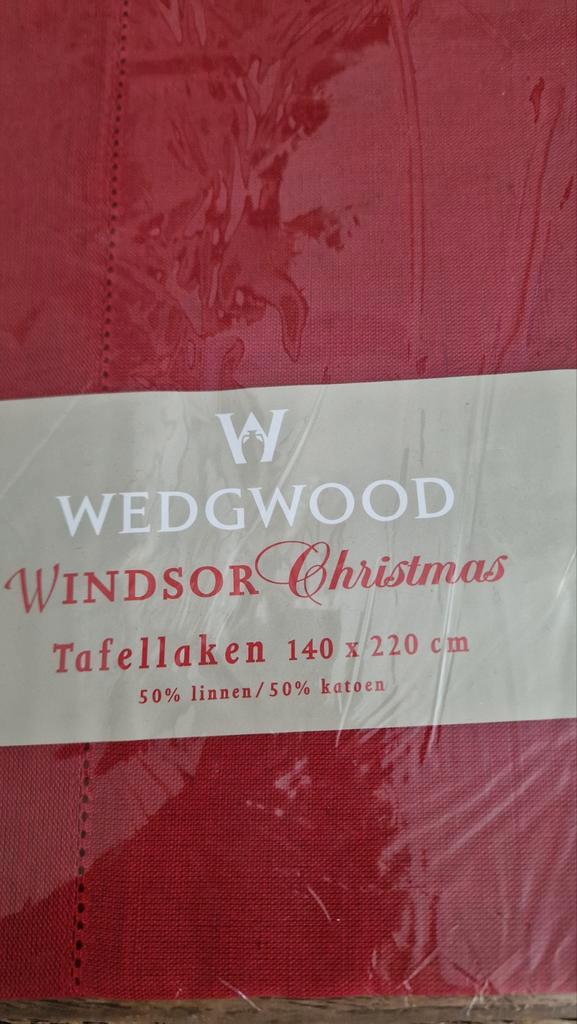 W
WEDGWOOD
WINDSOR Christmas
Tafellaken 140 x 220 cm
50% linnen/50% katoen